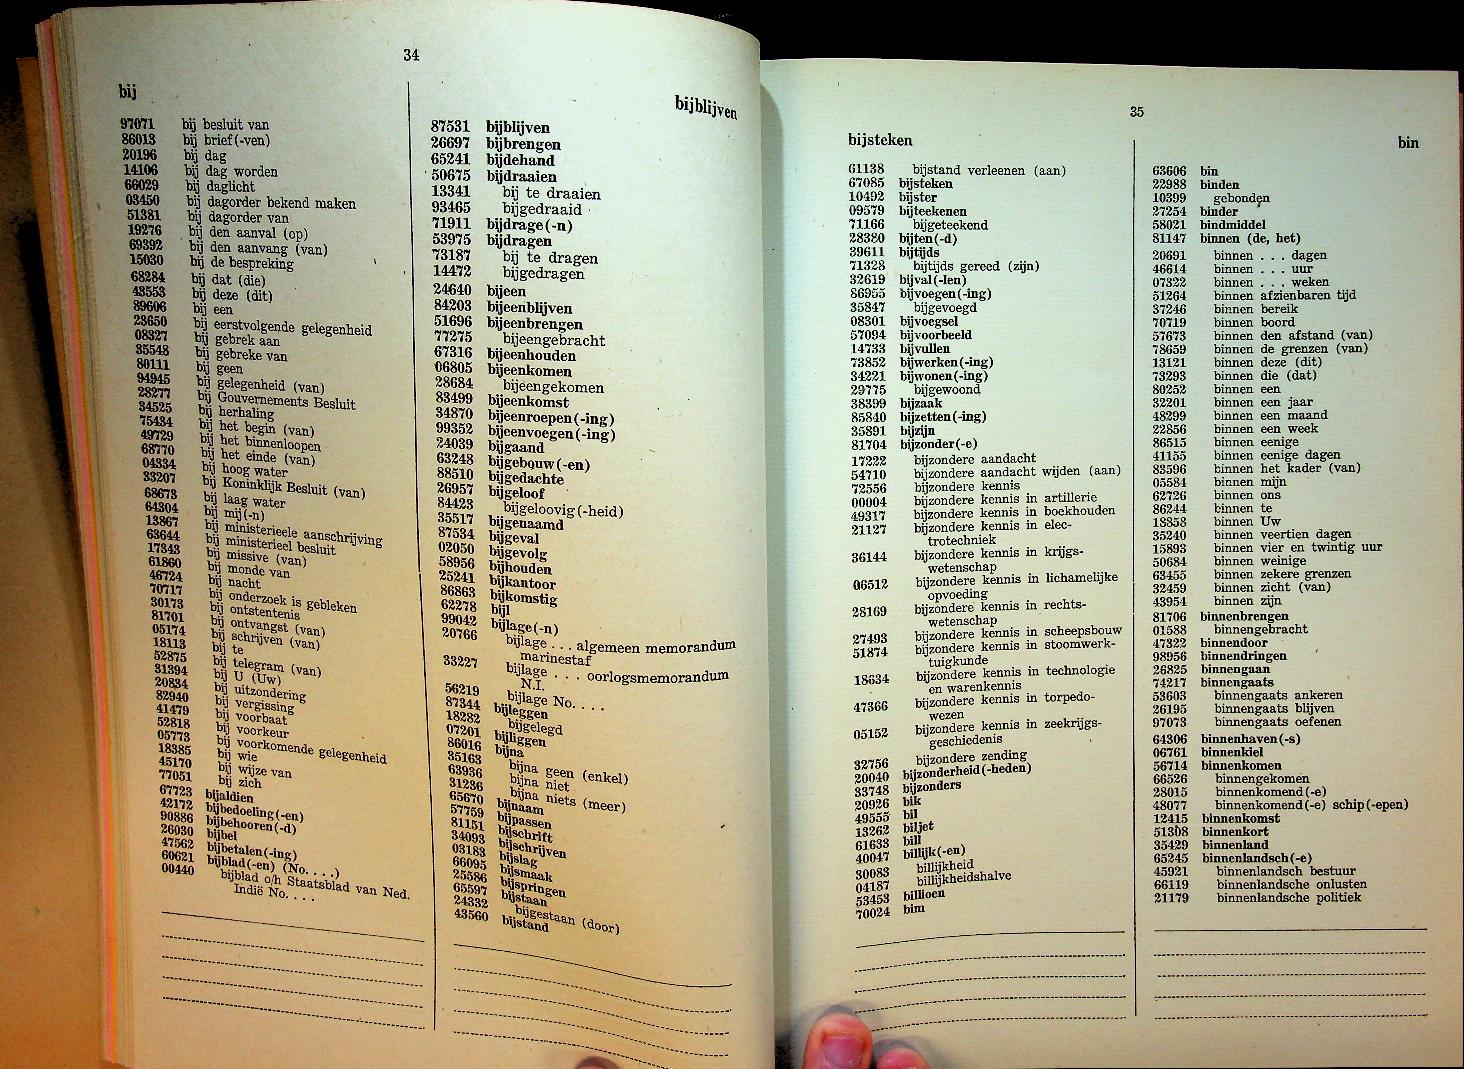 34
bij
97071 bij besluit van
86013 bij brief(-ven)
20196 bij dag
14106 bij dag worden
66029 bij daglicht
03450 bij dagorder bekend maken
51381 bij dagorder van
19276 bij den aanval (op)
69392 bij den aanvang (van)
15030 bij de bespreking
68284 bij dat (die)
43553 bij deze (dit)
89606 bij een
23650 bij eerstvolgende gelegenheid
08327 bij gebrek aan
35548 bij gebreke van
80111 bij geen
94945 bij gelegenheid (van)
28277 bij Gouvernements Besluit
34525 bij herhaling
75434 bij het begin (van)
49729 bij het binnenloopen
68770 bij het einde (van)
04334 bij hoog water
33207 bij Koninklijk Besluit (van)
68673 bij laag water
64304 bij mij(-n)
13867 bij ministerieele aanschrijving
63644 bij ministerieel besluit
17343 bij missive (van)
61860 bij monde van
46724 bij nacht
70717 bij onderzoek is gebleken
30173 bij ontstentenis
81701 bij ontvangst (van)
05174 bij schrijven (van)
18113 bij te
52875 bij telegram (van)
31394 bij U (Uw)
20834 bij uitzondering
82940 bij vergissing
41479 bij voorbaat
52818 bij voorkeur
05773 bij voorkomende gelegenheid
18385 bij wie
45170 bij wijze van
77051 bij zich
67723 bijaldien
42172 bijbedoeling(-en)
90886 bijbehooren(-d)
26030 bijbel
47562 bijbetalen(-ing)
60621 bijblad(-en) (No. . . .)
00440 bijblad o/h Staatsblad van Ned.
Indië No. . . .
bijblijven
87531 bijblijven
26697 bijbrengen
65241 bijdehand
50675 bijdraaien
13341 bij te draaien
93465 bijgedraaid
71911 bijdrage(-n)
53975 bijdragen
73187 bij te dragen
14472 bijgedragen
24640 bijeen
84203 bijeenblijven
51696 bijeenbrengen
77275 bijeengebracht
67316 bijeenhouden
06805 bijeenkomen
28684 bijeengekomen
83499 bijeenkomst
34870 bijeenroepen(-ing)
99352 bijeenvoegen(-ing)
24039 bijgaand
63248 bijgebouw(-en)
88510 bijgedachte
26957 bijgeloof
84423 bijgeloovig(-heid)
35517 bijgenaamd
87534 bijgeval
02050 bijgevolg
58956 bijhouden
25241 bijkantoor
86863 bijkomstig
62278 bijl
99042 bijlage(-n)
20766 bijlage . . . algemeen memorandum
marinestaf
33227 bijlage . . . oorlogsmemorandum
N.I.
56219 bijlage No. . . .
87344 bijleggen
18282 bijgelegd
07201 bijliggen
86016 bijna
35163 bijna geen (enkel)
63936 bijna niet
31236 bijna niets (meer)
65670 bijnaam
57759 bijpassen
81151 bijschrift
34093 bijschrijven
03183 bijslag
66095 bijsmaak
25586 bijspringen
65597 bijstaan
24332 bijgestaan (door)
43560 bijstand
35
bijsteken
61138 bijstand verleenen (aan)
67085 bijsteken
10492 bijster
09579 bijteekenen
71166 bijgeteekend
28380 bijten(-d)
39611 bijtijds
71328 bijtijds gereed (zijn)
32619 bijval(-len)
86955 bijvoegen(-ing)
35847 bijgevoegd
08301 bijvoegsel
57094 bijvoorbeeld
14733 bijvullen
73852 bijwerken(-ing)
34221 bijwonen(-ing)
29775 bijgewoond
38399 bijzaak
85840 bijzetten(-ing)
35891 bijzijn
81704 bijzonder(-e)
17222 bijzondere aandacht
54710 bijzondere aandacht wijden (aan)
72556 bijzondere kennis
00004 bijzondere kennis in artillerie
49317 bijzondere kennis in boekhouden
21127 bijzondere kennis in elec-
trotechniek
36144 bijzondere kennis in krijgs-
wetenschap
06512 bijzondere kennis in lichamelijke
opvoeding
28169 bijzondere kennis in rechts-
wetenschap
27493 bijzondere kennis in scheepsbouw
51874 bijzondere kennis in stoomwerk-
tuigkunde
18634 bijzondere kennis in technologie
en warenkennis
47366 bijzondere kennis in torpedo-
wezen
05152 bijzondere kennis in zeekrijgs-
geschiedenis
32756 bijzondere zending
20040 bijzonderheid(-heden)
33748 bijzonders
20926 bik
49555 bil
13262 biljet
61633 bill
40047 billijk(-en)
30083 billijkheid
04187 billijkheidshalve
53453 billioen
70024 bim
bin
63606 bin
22988 binden
10399 gebonden
27254 binder
58021 bindmiddel
81147 binnen (de, het)
20691 binnen . . . dagen
46614 binnen . . . uur
07322 binnen . . . weken
51264 binnen afzienbaren tijd
37246 binnen bereik
70719 binnen boord
57673 binnen den afstand (van)
78659 binnen de grenzen (van)
13121 binnen deze (dit)
73293 binnen die (dat)
80252 binnen een
32201 binnen een jaar
48299 binnen een maand
22856 binnen een week
86515 binnen eenige
41155 binnen eenige dagen
83596 binnen het kader (van)
05584 binnen mijn
62726 binnen ons
86244 binnen te
18858 binnen Uw
35240 binnen veertien dagen
15893 binnen vier en twintig uur
50684 binnen weinige
63455 binnen zekere grenzen
32459 binnen zicht (van)
43954 binnen zijn
81706 binnenbrengen
01588 binnengebracht
47322 binnendoor
98956 binnendringen
26825 binnengaan
74217 binnengaats
53603 binnengaats ankeren
26195 binnengaats blijven
97073 binnengaats oefenen
64306 binnenhaven(-s)
06761 binnenkiel
56714 binnenkomen
66526 binnengekomen
28015 binnenkomend(-e)
48077 binnenkomend(-e) schip(-epen)
12415 binnenkomst
51308 binnenkort
35429 binnenland
65245 binnenlandsch(-e)
45921 binnenlandsch bestuur
66119 binnenlandsche onlusten
21179 binnenlandsche politiek